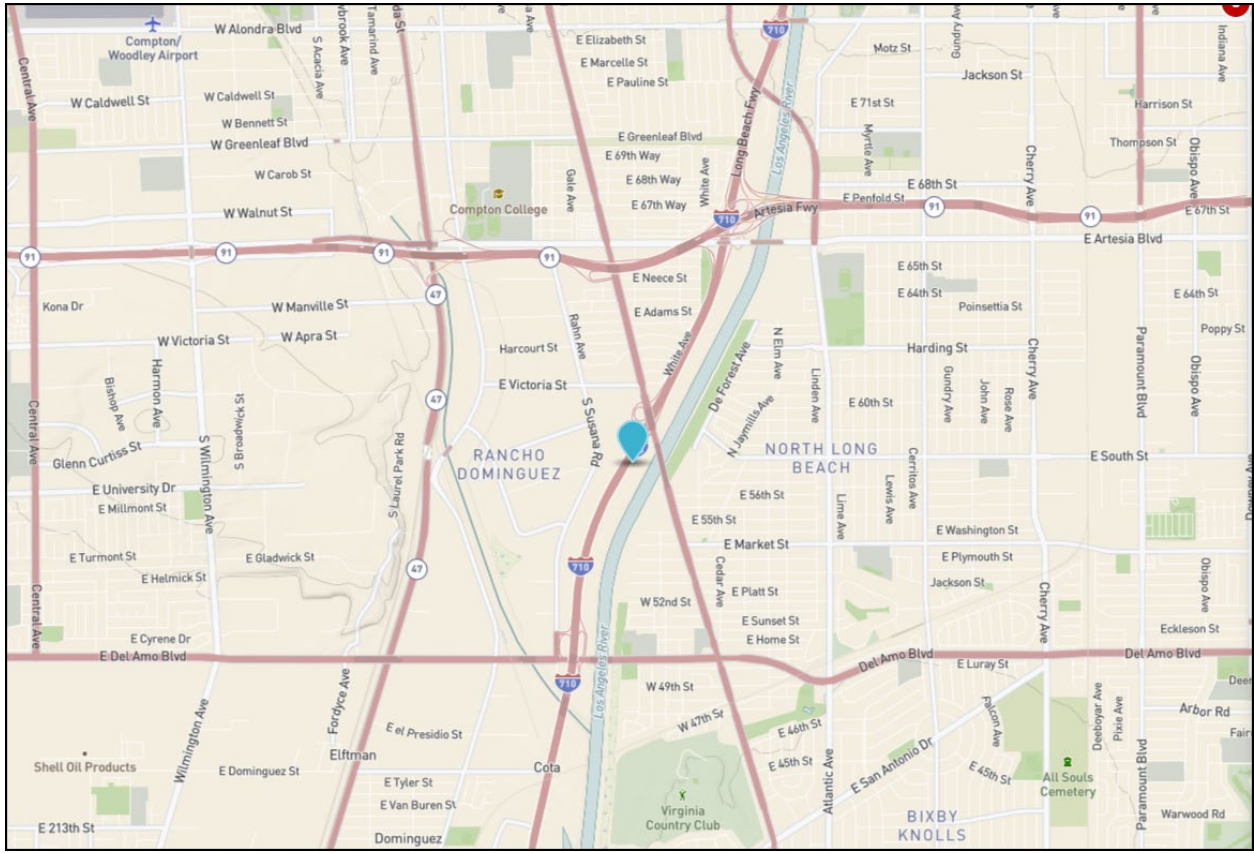 W Alondra Blvd
Compton/
Woodley Airport
Central Ave
S Acacia Ave
Tamarind Ave
E Elizabeth St
E Marcelle St
E Pauline St
710
Long Beach Fwy
Los Angeles River
Motz St
Jackson St
Indiana Ave
W Caldwell St
W Caldwell St
W Bennett St
W Greenleaf Blvd
E Greenleaf Blvd
E 71st St
Harrison St
Thompson St
Myrtle Ave
Cherry Ave
Obispo Ave
E 69th Way
E 68th Way
E 67th Way
White Ave
Gale Ave
W Carob St
W Walnut St
Compton College
E 68th St
E Penfold St
E 67th St
Artesia Fwy
710
91
91
E Artesia Blvd
91
91
91
91
47
E Neece St
E Adams St
E 65th St
E 64th St
E 64th St
Poinsettia St
Poppy St
Kona Dr
W Manville St
W Victoria St
W Apra St
Harcourt St
Rahn Ave
White Ave
N Elm Ave
De Forest Ave
Harding St
Cherry Ave
Paramount Blvd
Obispo Ave
Linden Ave
Gundry Ave
John Ave
Rose Ave
E Victoria St
Bishop Ave
Harmon Ave
S Broadwick St
Central Ave
47
S Susana Rd
E 60th St
N Jaymills Ave
Glenn Curtiss St
S Wilmington Ave
S Laurel Park Rd
RANCHO
DOMINGUEZ
NORTH LONG
BEACH
E South St
Cerritos Ave
Lewis Ave
Lime Ave
E University Dr
E Millmont St
E 56th St
E 55th St
E Market St
E Washington St
E Plymouth St
Jackson St
E Turmont St
E Gladwick St
E Helmick St
47
710
Cedar Ave
E Platt St
W 52nd St
E Sunset St
E Home St
Cherry Ave
Obispo Ave
Eckleson St
Central Ave
E Cyrene Dr
E Del Amo Blvd
Los Angeles River
710
Del Amo Blvd
E Luray St
Del Amo Blvd
W 49th St
W 47th St
E 46th St
E 45th St
Falcon Ave
Deeboyar Ave
Pixie Ave
Arbor Rd
Wilmington Ave
Fordyce Ave
E el Presidio St
Elftman
Shell Oil Products
E Dominguez St
E Tyler St
Cota
E Van Buren St
Atlantic Ave
E San Antonio Dr
E 45th St
All Souls
Cemetery
Paramount Blvd
Warwood Rd
Virginia
Country Club
BIXBY
KNOLLS
E 213th St
Dominguez